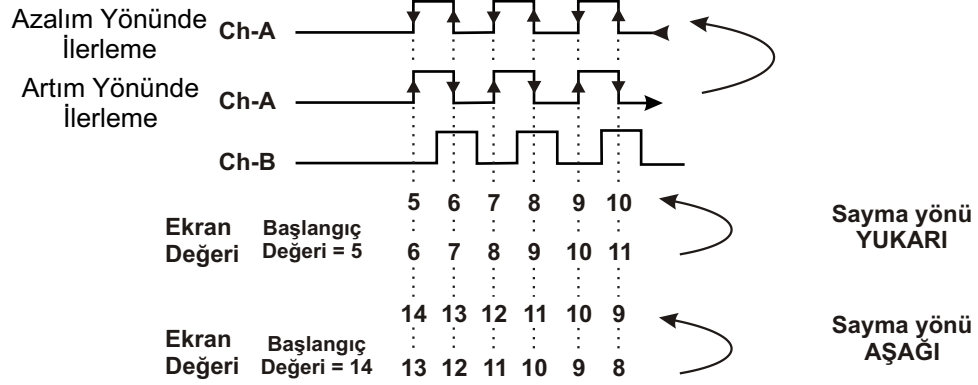 Azalım Yönünde
İlerleme
Ch-A
Artım Yönünde
İlerleme
Ch-A
Ch-B
5 6 7 8 9 10
Ekran
Değeri
Başlangıç
Değeri = 5
6 7 8 9 10 11
Sayma yönü
YUKARI
14 13 12 11 10 9
Ekran
Değeri
Başlangıç
Değeri = 14
13 12 11 10 9 8
Sayma yönü
AŞAĞI